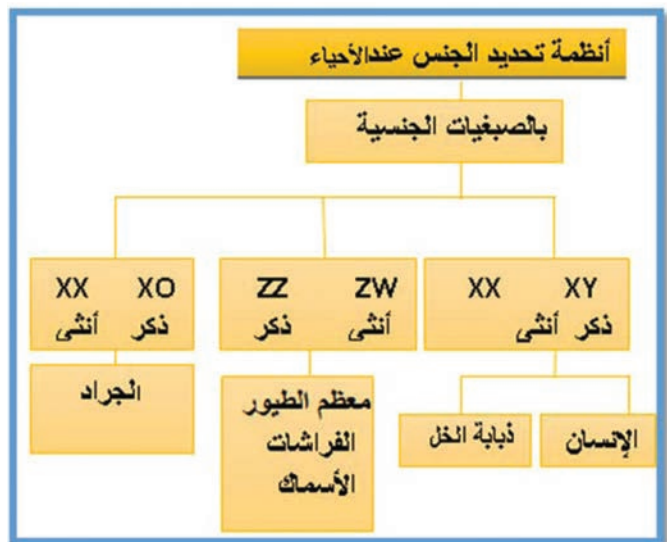 أنظمة تحديد الجنس عندالأحياء
بالصبغيات الجنسية
XY XX
ذكر أنثى
ZW ZZ
أنثى ذكر
XO XX
ذكر أنثى
الإنسان
ذبابة الخل
معظم الطيور
الفراشات
الأسماك
الجراد